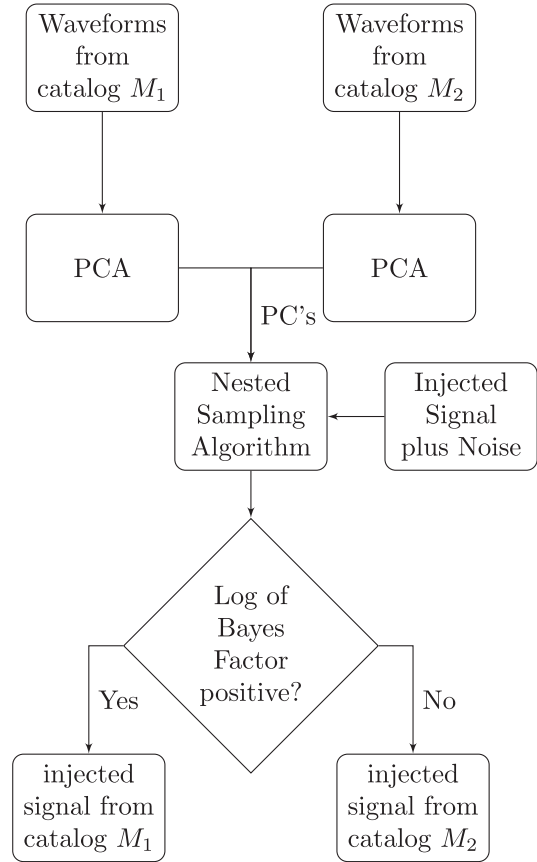 Waveforms
from
catalog M1
Waveforms
from
catalog M2
PCA
PCA
PC's
Nested
Sampling
Algorithm
Injected
Signal
plus Noise
Log of
Bayes
Factor
positive?
Yes
No
injected
signal from
catalog M1
injected
signal from
catalog M2